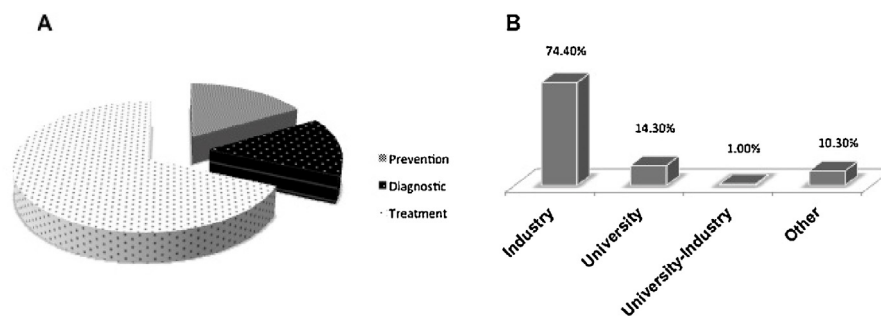 A
Prevention
Diagnostic
Treatment
B
74.40%
14.30%
1.00%
10.30%
Industry
University
University-Industry
Other